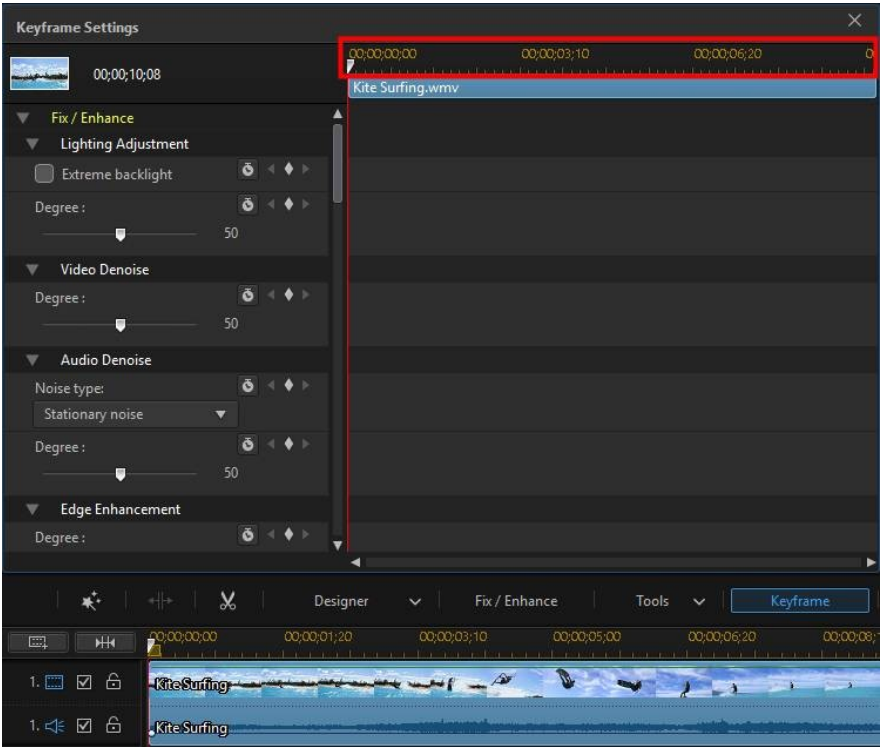 Keyframe Settings
00;00;10;08
00;00;00;00 00;00;03;10 00;00;06;20
Kite Surfing.wmv
Fix / Enhance
Lighting Adjustment
Extreme backlight
Degree :
50
Video Denoise
Degree :
50
Audio Denoise
Noise type:
Stationary noise
Degree :
50
Edge Enhancement
Degree :
Designer Fix / Enhance Tools Keyframe
00;00;00;00 00;00;01;20 00;00;03;10 00;00;05;00 00;00;06;20 00;00;08;
1. Kite Surfing
1. Kite Surfing